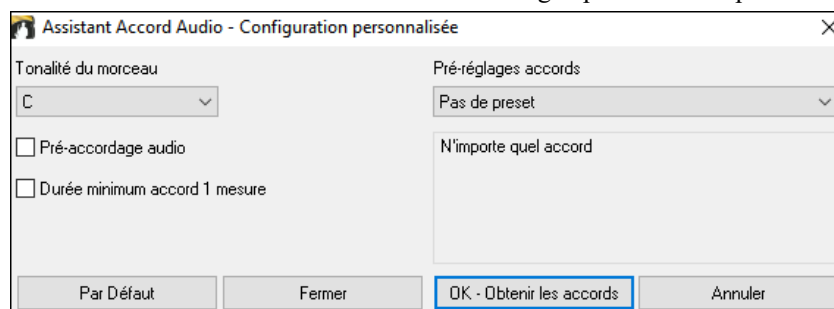 Assistant Accord Audio - Configuration personnalisée
Tonalité du morceau
Pré-réglages accords
C
Pas de preset
Pré-accordage audio
N'importe quel accord
Durée minimum accord 1 mesure
Par Défaut
Fermer
OK - Obtenir les accords
Annuler